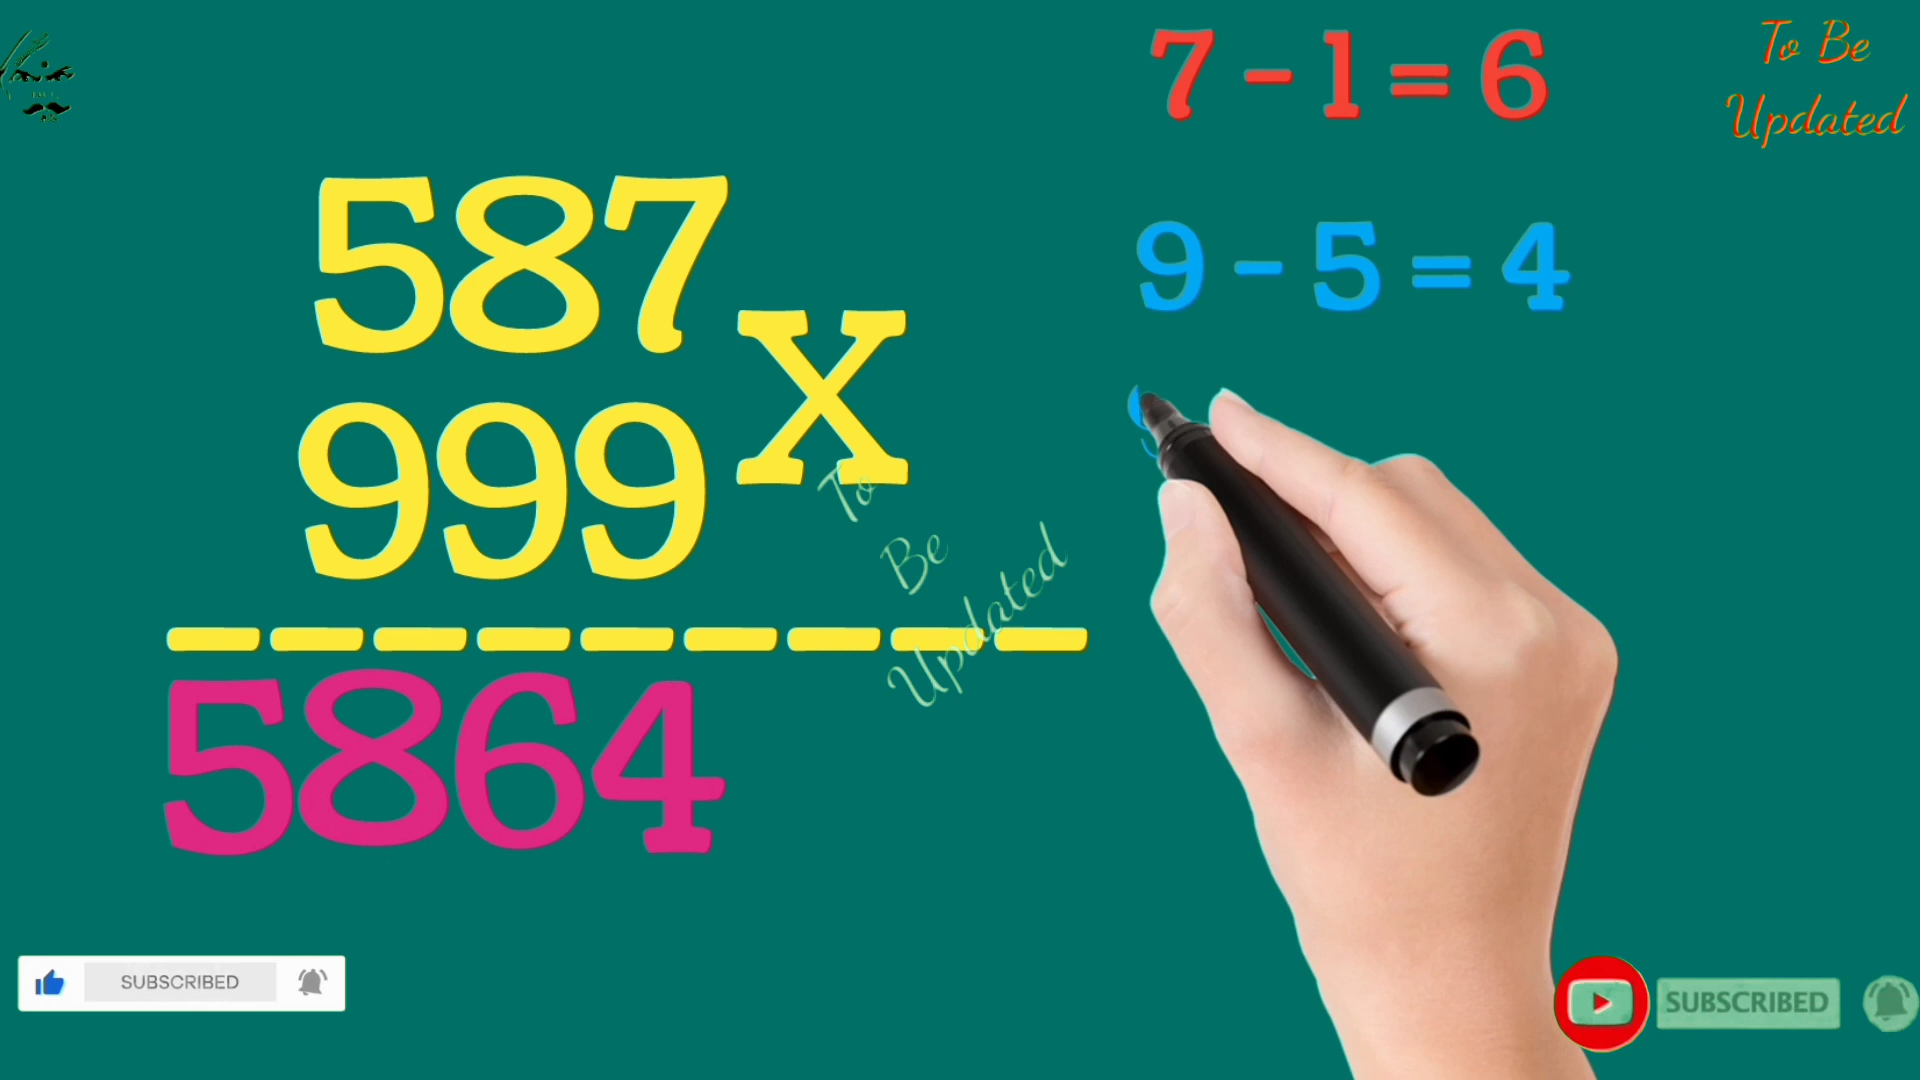 7 - 1 = 6
To Be
Updated
587
9 - 5 = 4
X
999
To
Be
Updated
5864
SUBSCRIBED
SUBSCRIBED